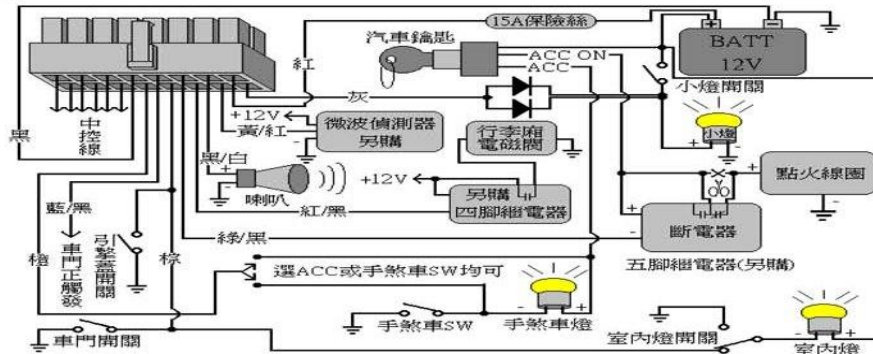 15A保險絲
汽車鑰匙
BATT
12V
+
-
ACC ON
ACC
紅
灰
小燈開關
小燈
+
-
黑
中控線
+12V
黃/紅
微波偵測器
另購
行李廂
電磁閥
黑/白
+
-
喇叭
+12V
另購
四腳繼電器
紅/黑
點火線圈
-
+
-
斷電器
五腳繼電器(另購)
藍/黑
車門正觸發
引擎蓋開關
棕
橙
綠/黑
選ACC或手煞車SW均可
手煞車SW
-
+
手煞車燈
車門開關
室內燈開關
-
+
室內燈